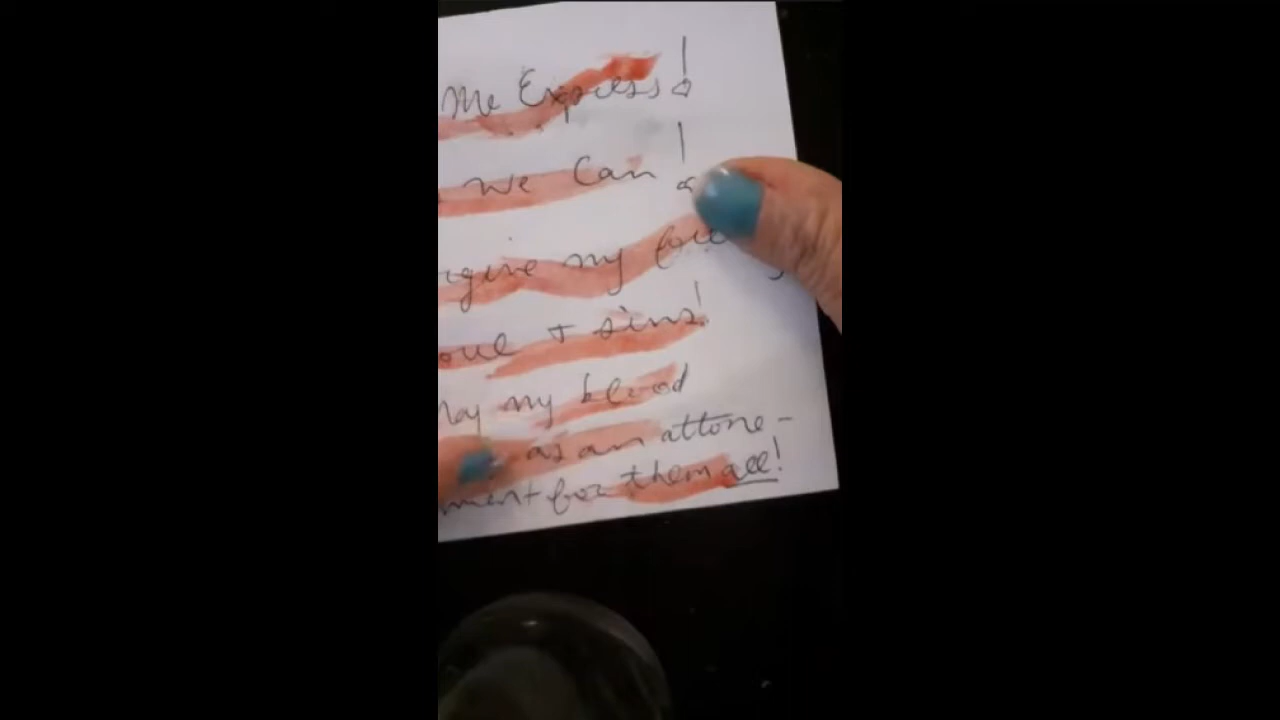 Me Express!
we Can!
my
& sins!
my blood
as an attone-
ment for them all!